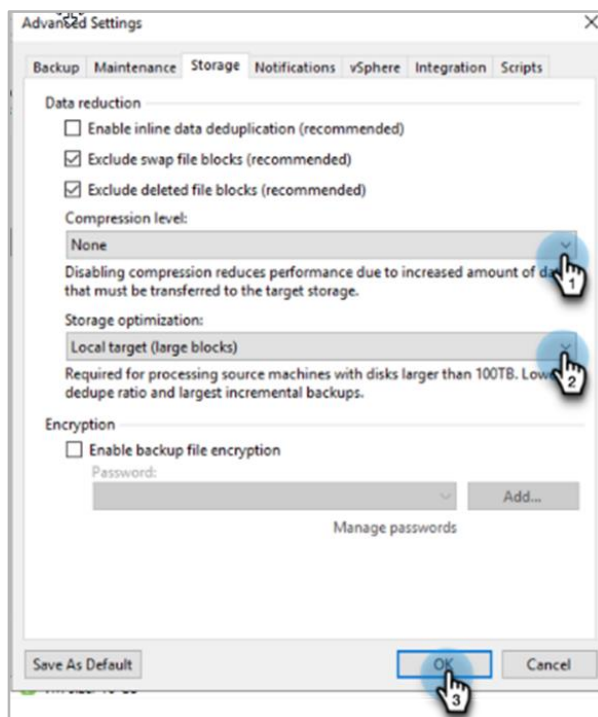 Advanced Settings
Backup Maintenance Storage Notifications vSphere Integration Scripts
Data reduction
Enable inline data deduplication (recommended)
Exclude swap file blocks (recommended)
Exclude deleted file blocks (recommended)
Compression level:
None
1
Disabling compression reduces performance due to increased amount of
that must be transferred to the target storage.
Storage optimization:
Local target (large blocks)
2
Required for processing source machines with disks larger than 100TB.
dedupe ratio and largest incremental backups.
Encryption
Enable backup file encryption
Password:
Add...
Manage passwords
Save As Default OK Cancel
3